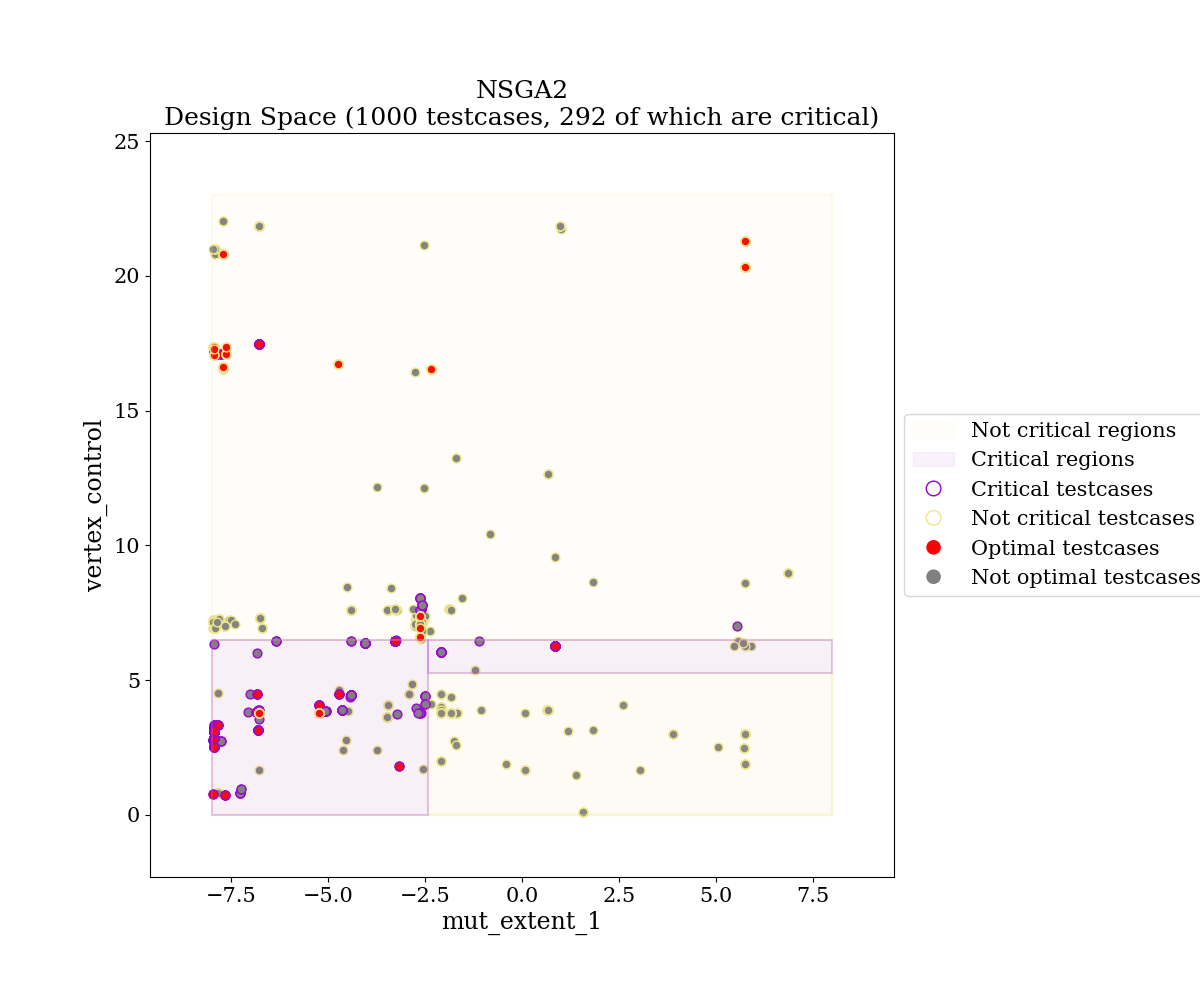 NSGA2
Design Space (1000 testcases, 292 of which are critical)
25
20
15
10
5
0
vertex_control
−7.5 −5.0 −2.5 0.0 2.5 5.0 7.5
mut_extent_1
Not critical regions
Critical regions
Critical testcases
Not critical testcases
Optimal testcases
Not optimal testcases